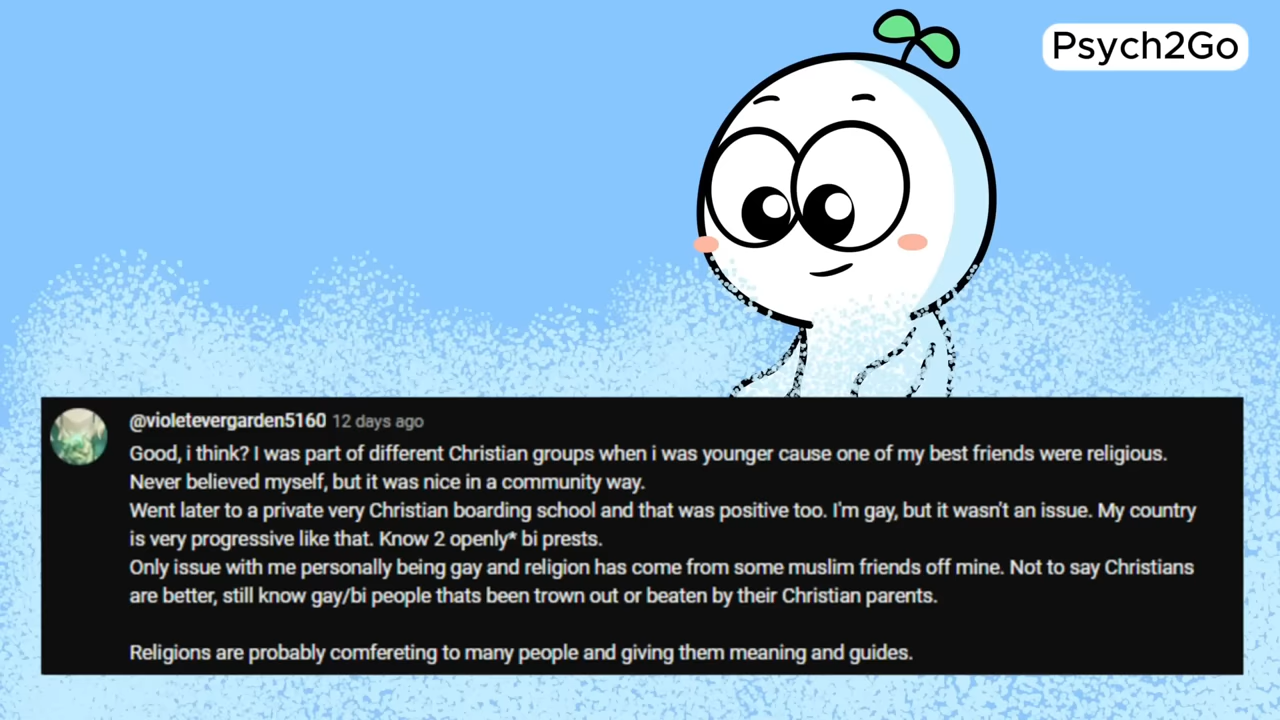 Psych2Go
@violetevergarden5160 12 days ago
Good, i think? I was part of different Christian groups when i was younger cause one of my best friends were religious.
Never believed myself, but it was nice in a community way.
Went later to a private very Christian boarding school and that was positive too. I'm gay, but it wasn't an issue. My country
is very progressive like that. Know 2 openly* bi prests.
Only issue with me personally being gay and religion has come from some muslim friends off mine. Not to say Christians
are better, still know gay/bi people thats been trown out or beaten by their Christian parents.
Religions are probably comfereting to many people and giving them meaning and guides.